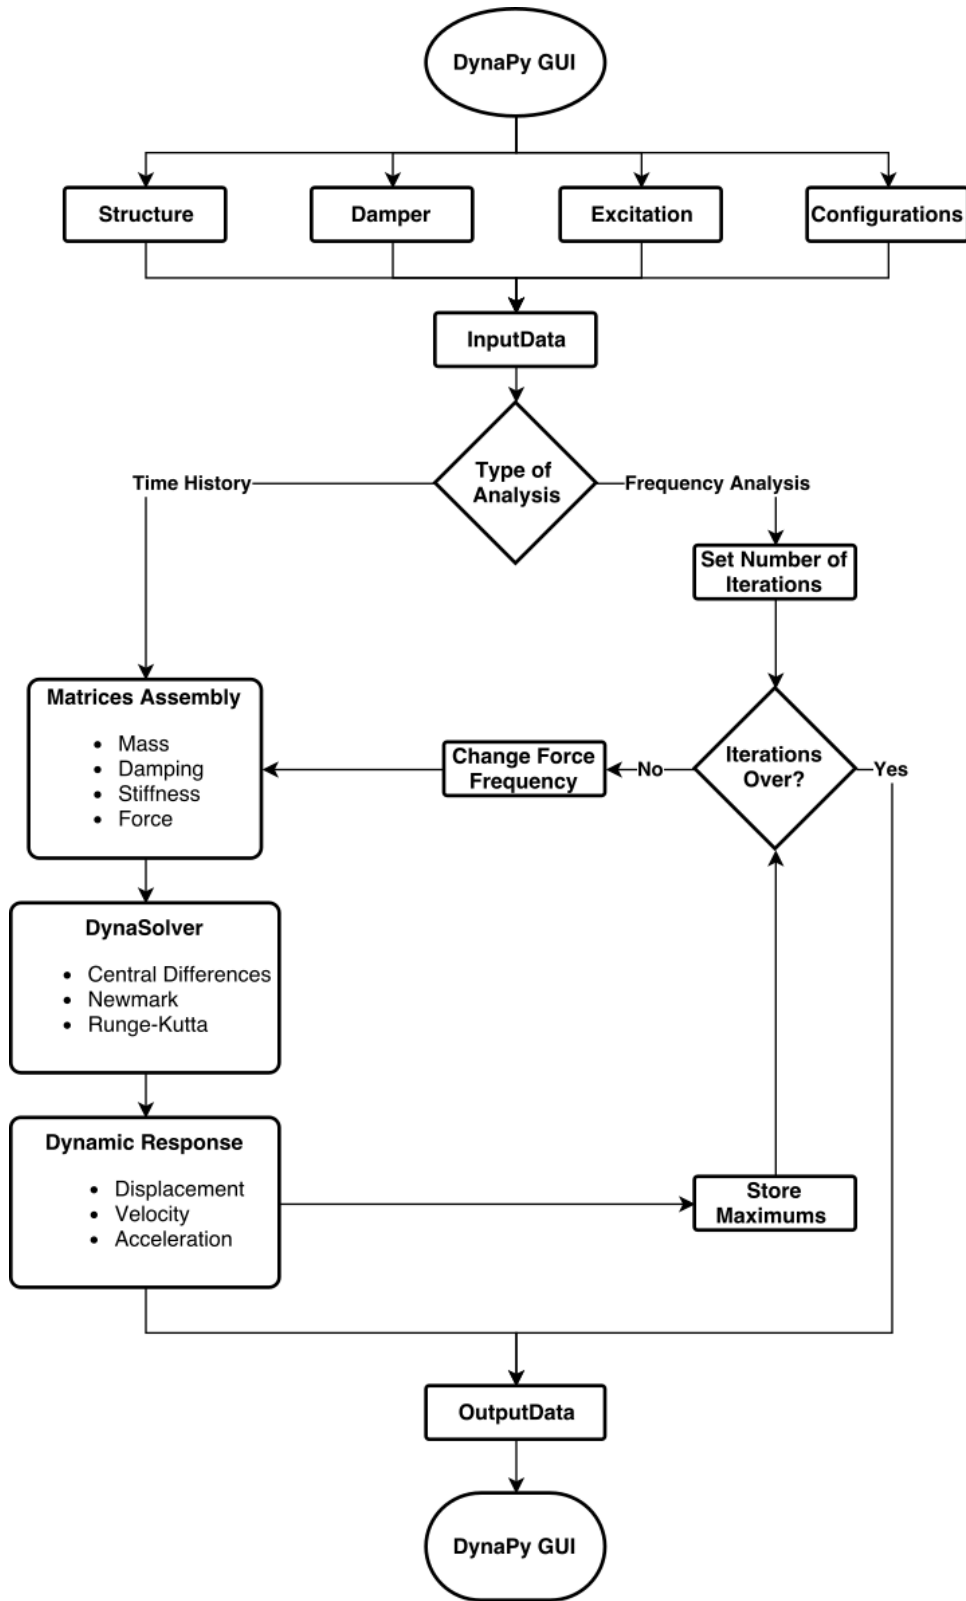 DynaPy GUI
Structure
Damper
Excitation
Configurations
InputData
Type of
Analysis
Time History
Frequency Analysis
Set Number of
Iterations
Matrices Assembly
• Mass
• Damping
• Stiffness
• Force
Change Force
Frequency
No
Iterations
Over?
Yes
DynaSolver
• Central Differences
• Newmark
• Runge-Kutta
Dynamic Response
• Displacement
• Velocity
• Acceleration
Store
Maximums
OutputData
DynaPy GUI